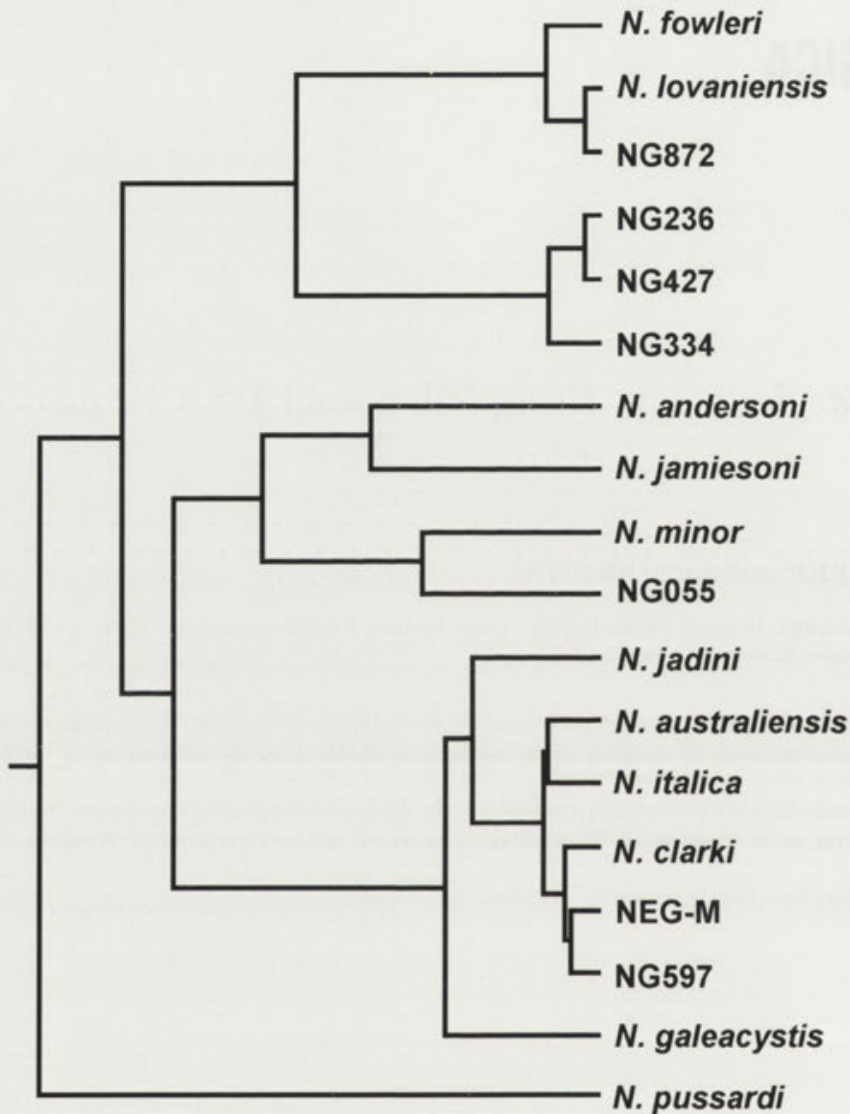 N. fowleri
N. lovaniensis
NG872
NG236
NG427
NG334
N. andersoni
N. jamiesoni
N. minor
NG055
N. jadini
N. australiensis
N. italica
N. clarki
NEG-M
NG597
N. galeacystis
N. pussardi